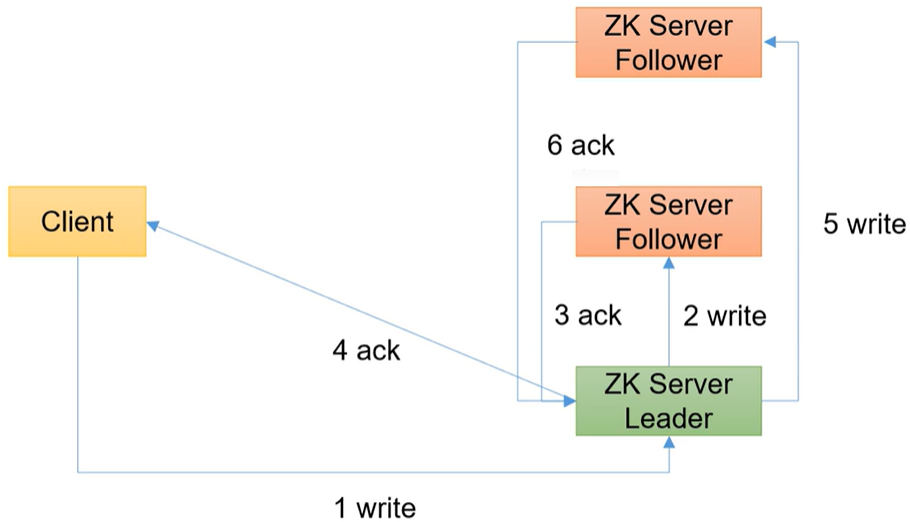 ZK Server
Follower
6 ack
Client
ZK Server
Follower
5 write
3 ack
2 write
4 ack
ZK Server
Leader
1 write